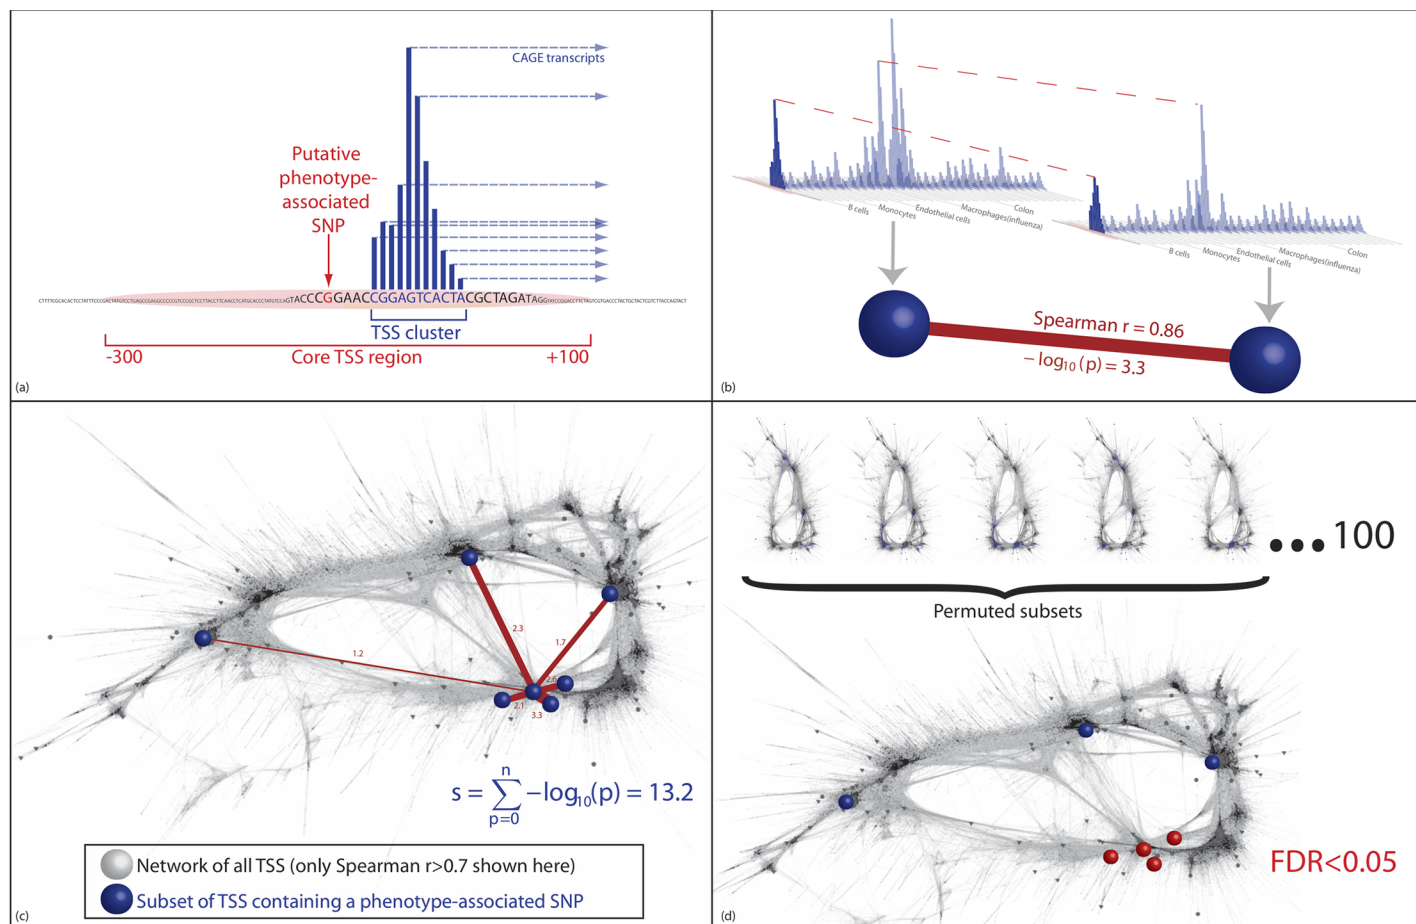 CAGE transcripts
Putative
phenotype-
associated
SNP
TACCCGGAACCGGAGTCACTACGCTAGATAGG
TSS cluster
-300
Core TSS region
+100
(a)
B cells
Monocytes
Endothelial cells
Macrophages(influenza)
Colon
B cells
Monocytes
Endothelial cells
Macrophages(influenza)
Colon
Spearman r = 0.86
− log₁₀ (p) = 3.3
(b)
2.3
1.7
1.2
2.6
2.1
3.3
n
s = ∑ −log₁₀(p) = 13.2
p=0
Network of all TSS (only Spearman r>0.7 shown here)
Subset of TSS containing a phenotype-associated SNP
(c)
...100
Permuted subsets
FDR<0.05
(d)